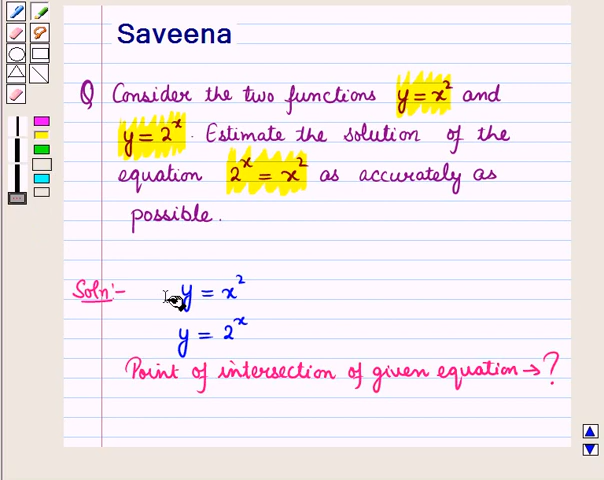 Saveena
Q Consider the two functions y = x² and
y = 2ˣ. Estimate the solution of the
equation 2ˣ = x² as accurately as
possible.
Soln:- y = x²
y = 2ˣ
Point of intersection of given equation → ?